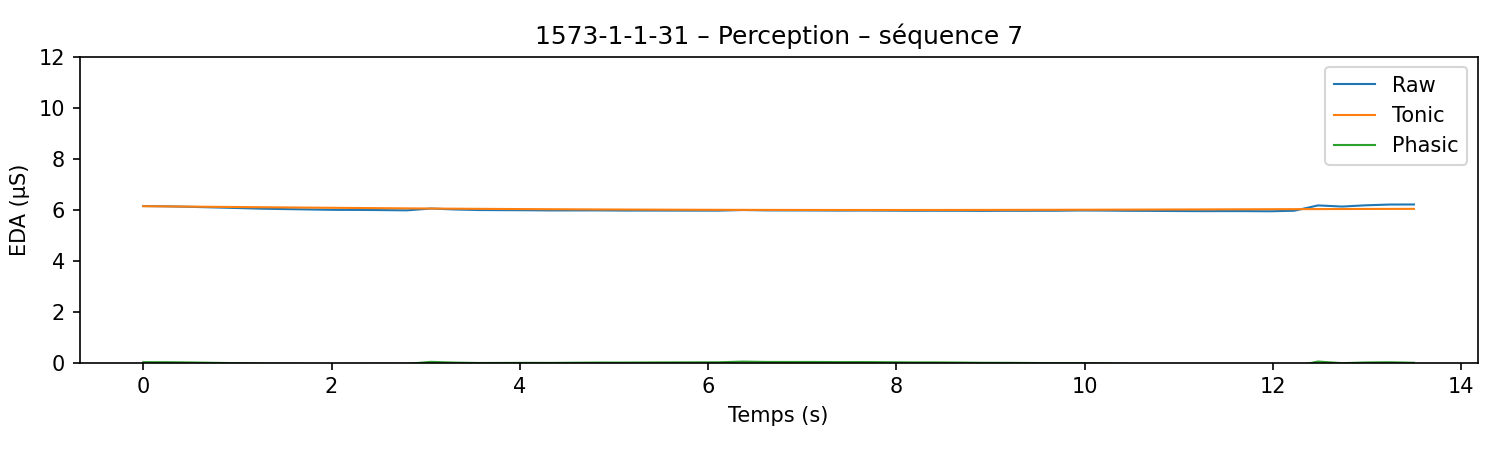 1573-1-1-31 – Perception – séquence 7
12
10
8
6
4
2
0
EDA (µS)
Raw
Tonic
Phasic
0 2 4 6 8 10 12 14
Temps (s)